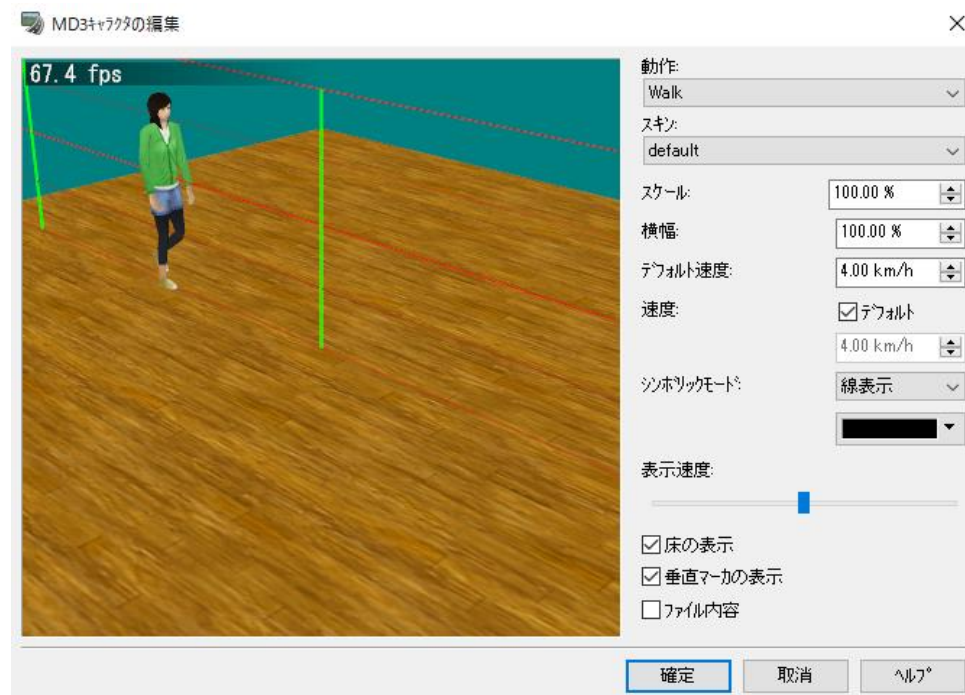 MD3ｷｬﾗｸﾀの編集
67.4 fps
動作:
Walk
ｽｷﾝ:
default
ｽｹｰﾙ:
100.00 %
横幅:
100.00 %
ﾃﾞﾌｫﾙﾄ速度:
4.00 km/h
速度:
ﾃﾞﾌｫﾙﾄ
4.00 km/h
ｼﾝﾎﾞﾘｯｸﾓｰﾄﾞ:
線表示
表示速度:
床の表示
垂直ﾏｰｶの表示
ﾌｧｲﾙ内容
確定
取消
ﾍﾙﾌﾟ